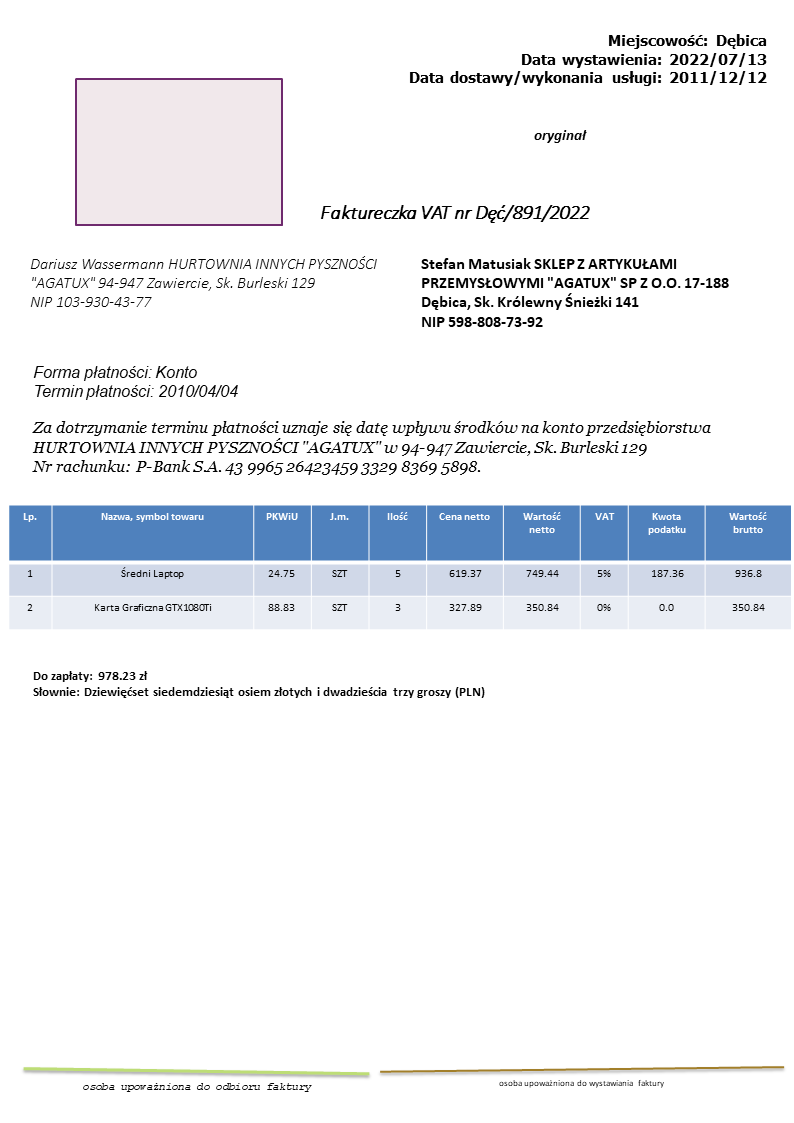 Miejscowość: Dębica
Data wystawienia: 2022/07/13
Data dostawy/wykonania usługi: 2011/12/12
oryginał
Faktureczka VAT nr Dęć/891/2022
Dariusz Wassermann HURTOWNIA INNYCH PYSZNOŚCI
"AGATUX" 94-947 Zawiercie, Sk. Burleski 129
NIP 103-930-43-77
Stefan Matusiak SKLEP Z ARTYKUŁAMI
PRZEMYSŁOWYMI "AGATUX" SP Z O.O. 17-188
Dębica, Sk. Królewny Śnieżki 141
NIP 598-808-73-92
Forma płatności: Konto
Termin płatności: 2010/04/04
Za dotrzymanie terminu płatności uznaje się datę wpływu środków na konto przedsiębiorstwa
HURTOWNIA INNYCH PYSZNOŚCI "AGATUX" w 94-947 Zawiercie, Sk. Burleski 129
Nr rachunku: P-Bank S.A. 43 9965 26423459 3329 8369 5898.
Lp. Nazwa, symbol towaru PKWiU J.m. Ilość Cena netto Wartość netto VAT Kwota podatku Wartość brutto
1 Średni Laptop 24.75 SZT 5 619.37 749.44 5% 187.36 936.8
2 Karta Graficzna GTX1080Ti 88.83 SZT 3 327.89 350.84 0% 0.0 350.84
Do zapłaty: 978.23 zł
Słownie: Dziewięćset siedemdziesiąt osiem złotych i dwadzieścia trzy groszy (PLN)
osoba upoważniona do odbioru faktury
osoba upoważniona do wystawiania faktury